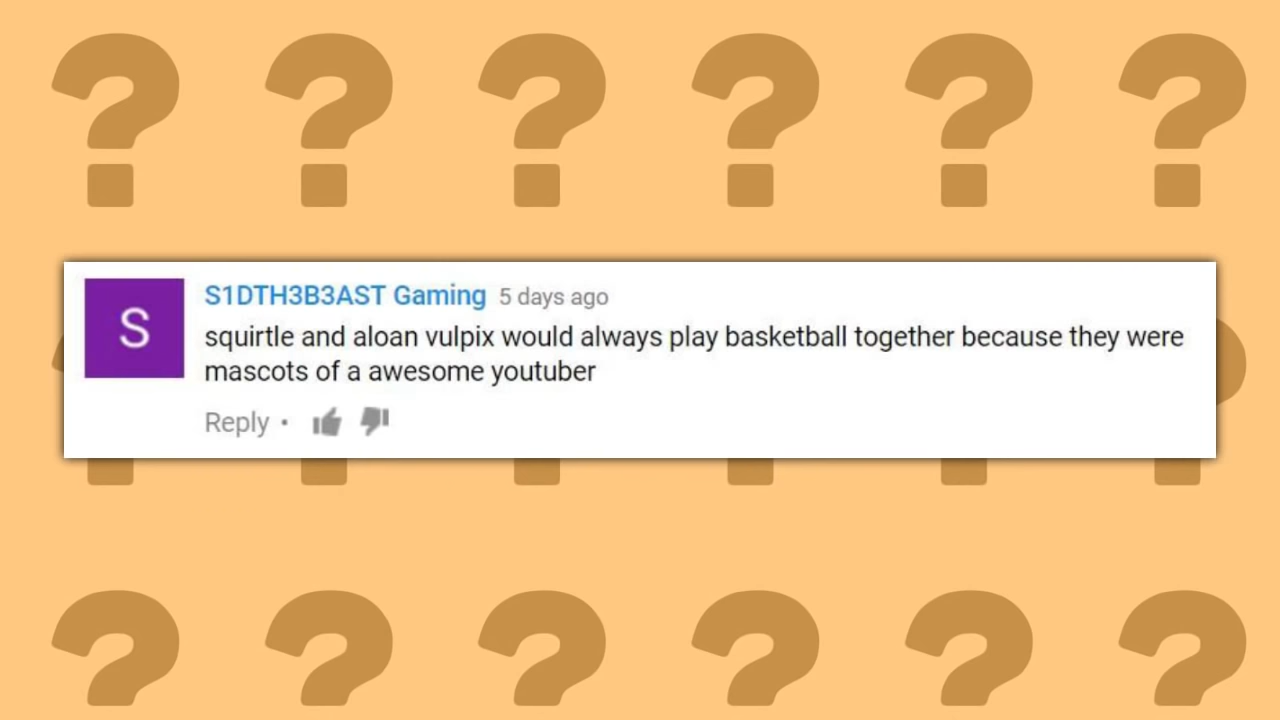 S
S1DTH3B3AST Gaming 5 days ago
squirtle and aloan vulpix would always play basketball together because they were
mascots of a awesome youtuber
Reply •